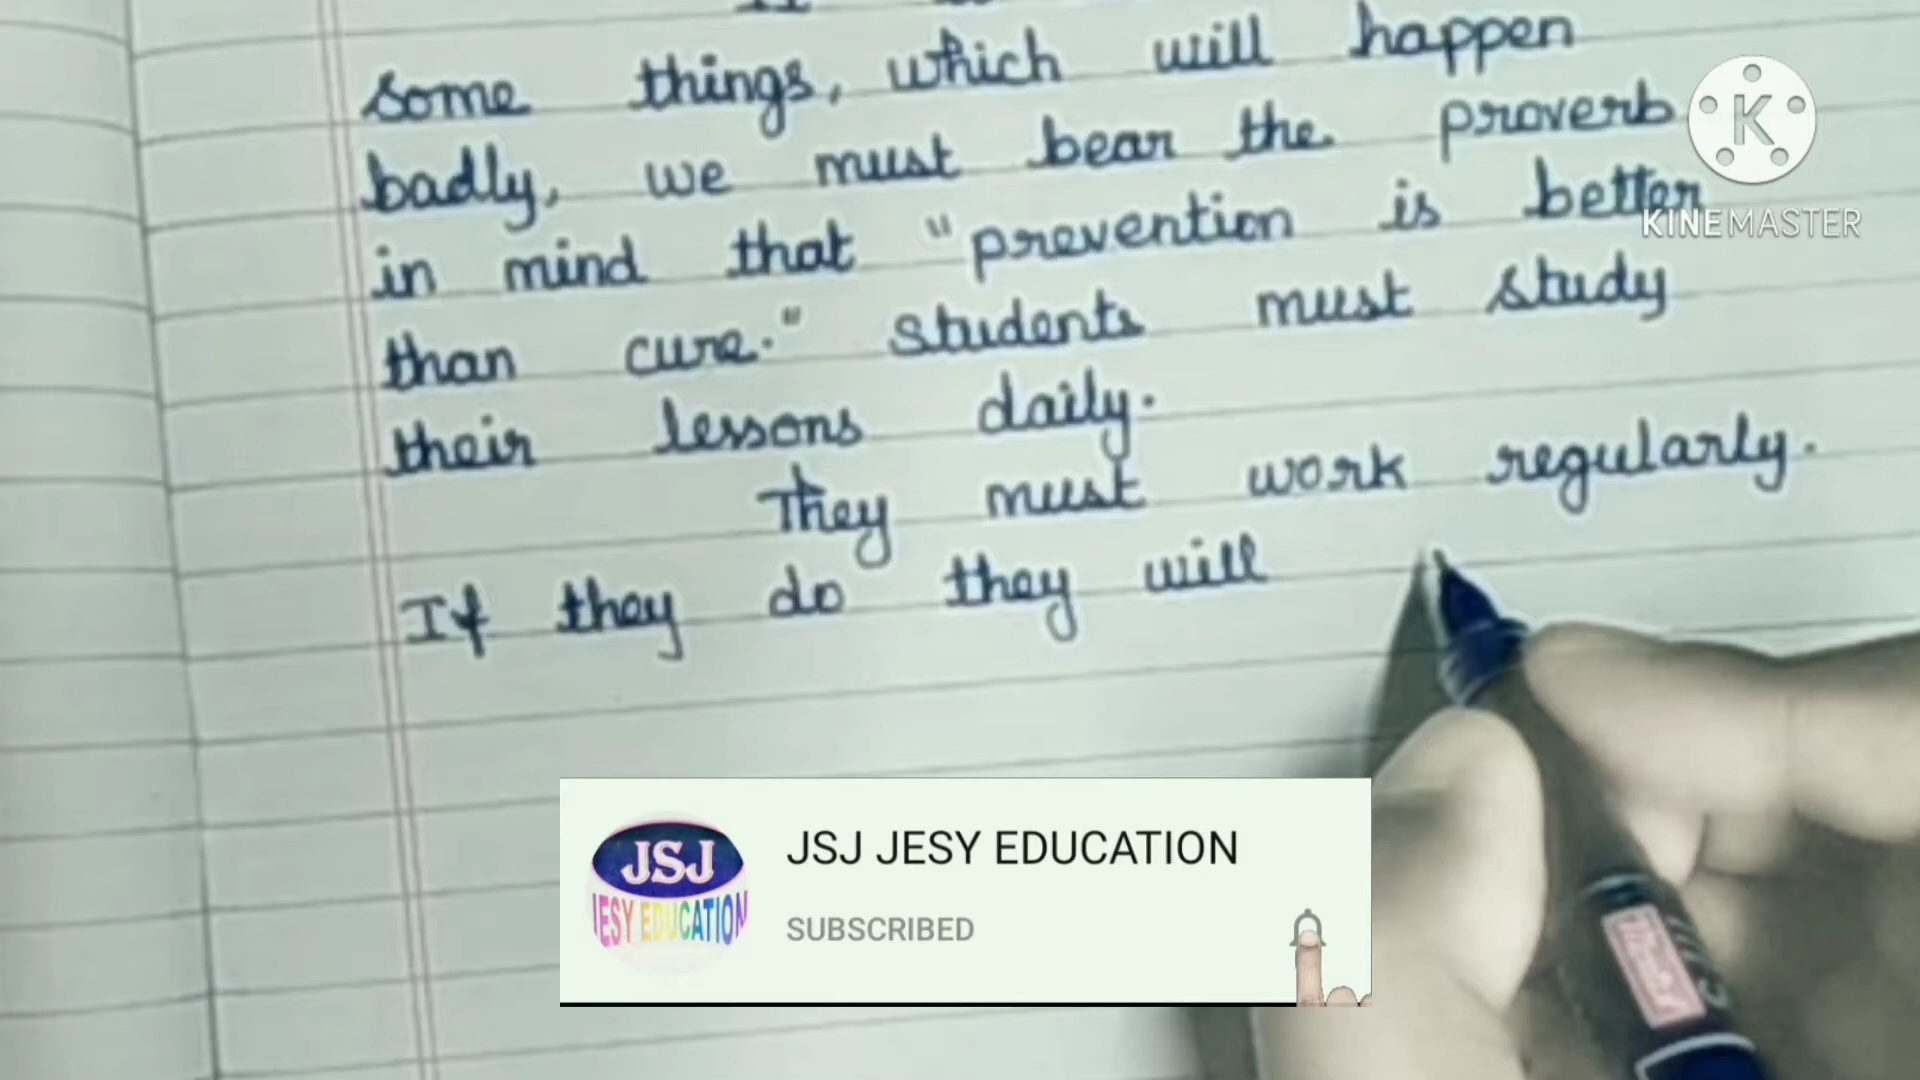 some things, which will happen
badly, we must bear the proverb
in mind that "prevention is better
than cure." students must study
their lessons daily.
They must work regularly.
If they do they will
K
KINEMASTER
JSJ
JESY EDUCATION
JSJ JESY EDUCATION
SUBSCRIBED